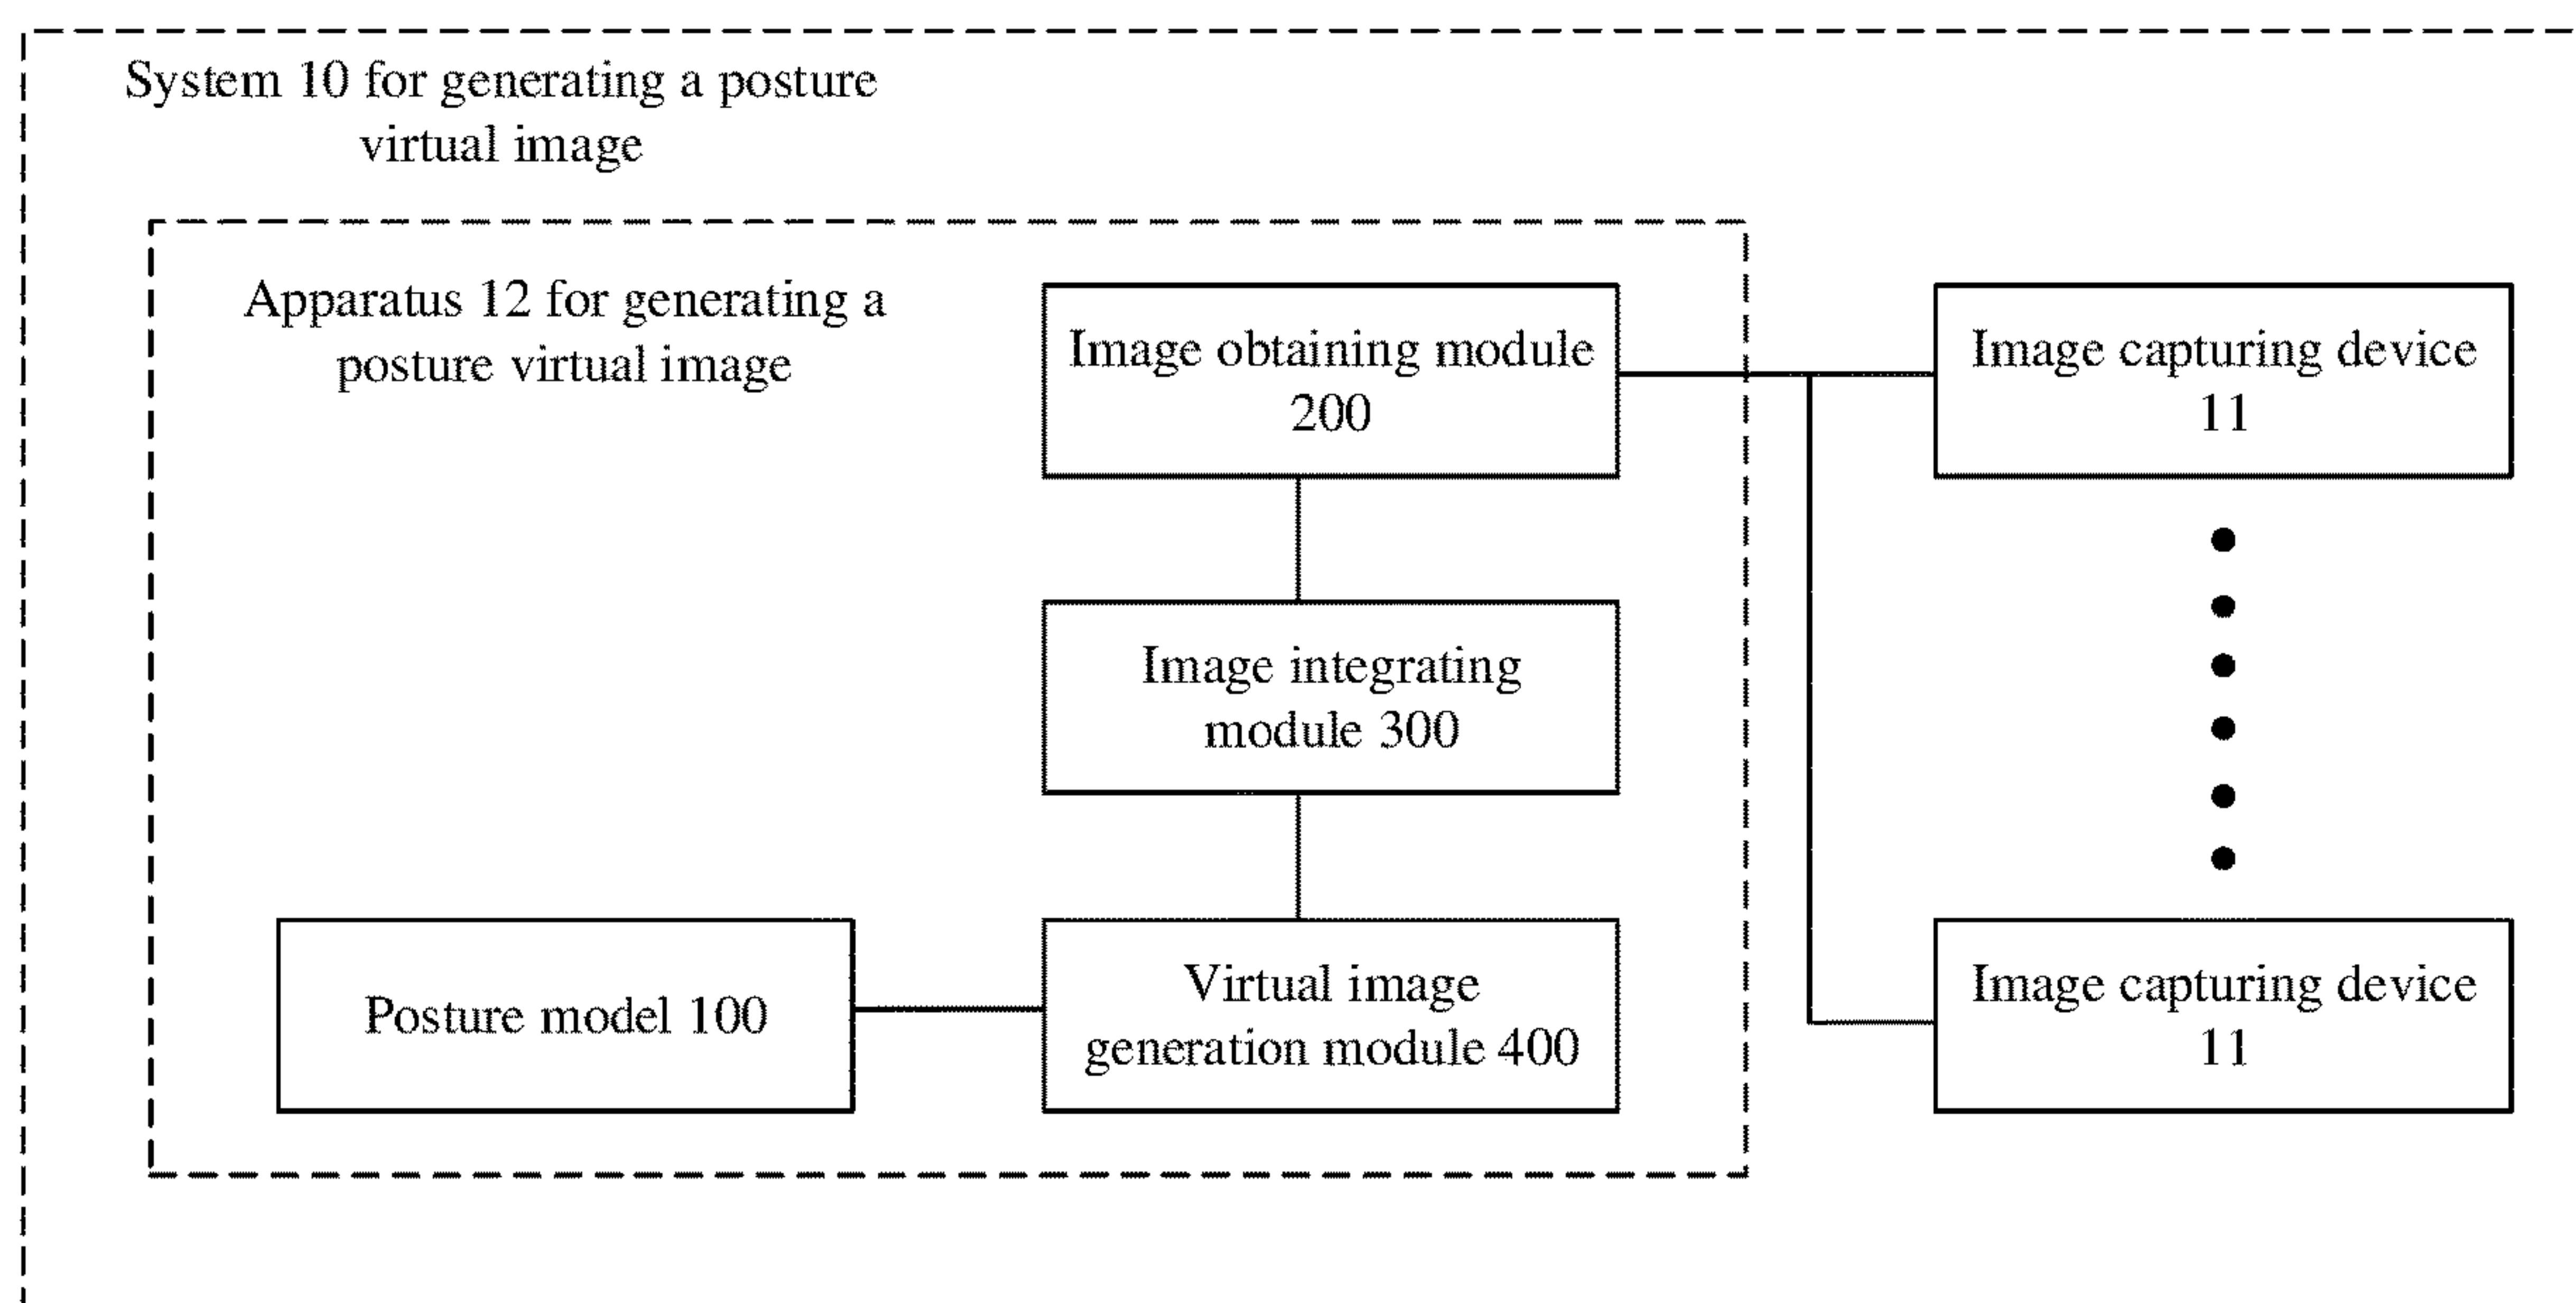 System 10 for generating a posture
virtual image
Apparatus 12 for generating a
posture virtual image
Image obtaining module
200
Image capturing device
11
Image integrating
module 300
Posture model 100
Virtual image
generation module 400
Image capturing device
11